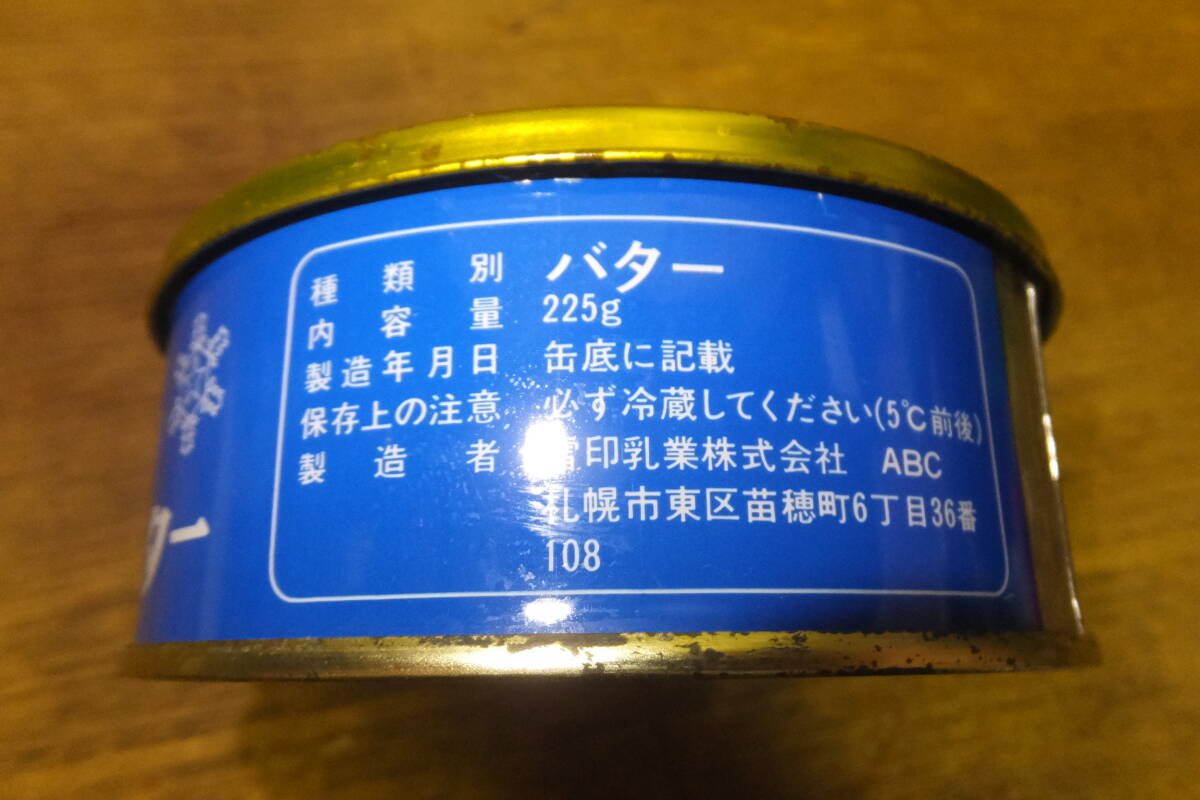 種類別 バター
内容量 225g
製造年月日 缶底に記載
保存上の注意 必ず冷蔵してください(5℃前後)
製造者 雪印乳業株式会社 ABC
札幌市東区苗穂町6丁目36番
108
ター